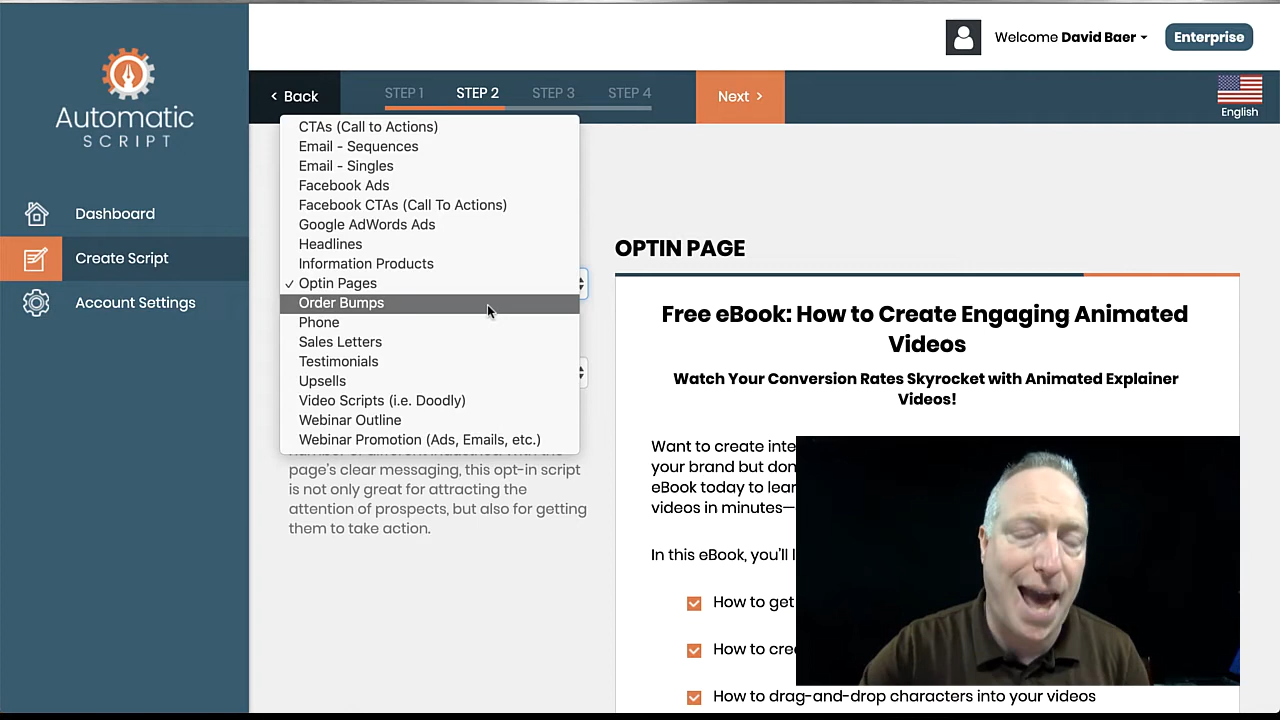 Automatic
SCRIPT
Dashboard
Create Script
Account Settings
Welcome David Baer
Enterprise
< Back
STEP 1
STEP 2
STEP 3
STEP 4
Next >
English
CTAs (Call to Actions)
Email - Sequences
Email - Singles
Facebook Ads
Facebook CTAs (Call To Actions)
Google AdWords Ads
Headlines
Information Products
✓ Optin Pages
Order Bumps
Phone
Sales Letters
Testimonials
Upsells
Video Scripts (i.e. Doodly)
Webinar Outline
Webinar Promotion (Ads, Emails, etc.)
page's clear messaging, this opt-in script
is not only great for attracting the
attention of prospects, but also for getting
them to take action.
OPTIN PAGE
Free eBook: How to Create Engaging Animated
Videos
Watch Your Conversion Rates Skyrocket with Animated Explainer
Videos!
Want to create inte
your brand but don
eBook today to lear
videos in minutes—
In this eBook, you'll l
How to get
How to cre
How to drag-and-drop characters into your videos